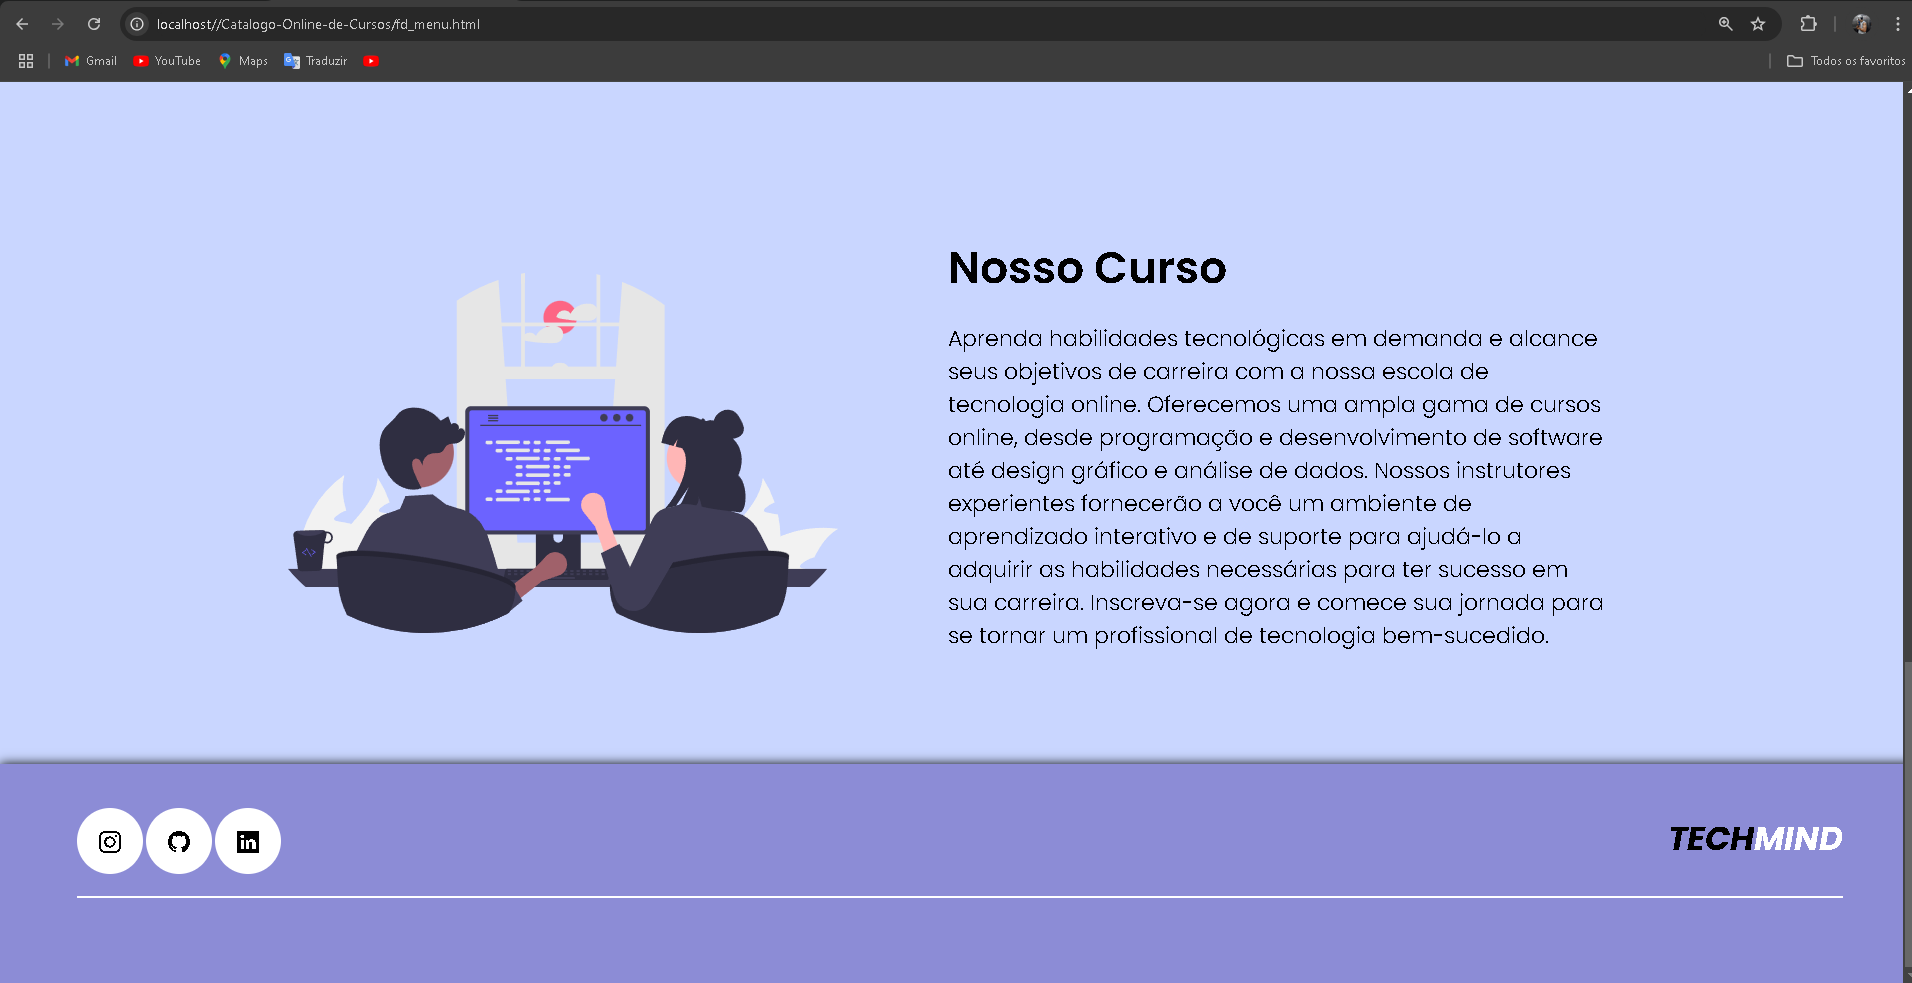 localhost//Catalogo-Online-de-Cursos/fd_menu.html
Gmail YouTube Maps Traduzir Todos os favoritos
Nosso Curso
Aprenda habilidades tecnológicas em demanda e alcance
seus objetivos de carreira com a nossa escola de
tecnologia online. Oferecemos uma ampla gama de cursos
online, desde programação e desenvolvimento de software
até design gráfico e análise de dados. Nossos instrutores
experientes fornecerão a você um ambiente de
aprendizado interativo e de suporte para ajudá-lo a
adquirir as habilidades necessárias para ter sucesso em
sua carreira. Inscreva-se agora e comece sua jornada para
se tornar um profissional de tecnologia bem-sucedido.
TECHMIND